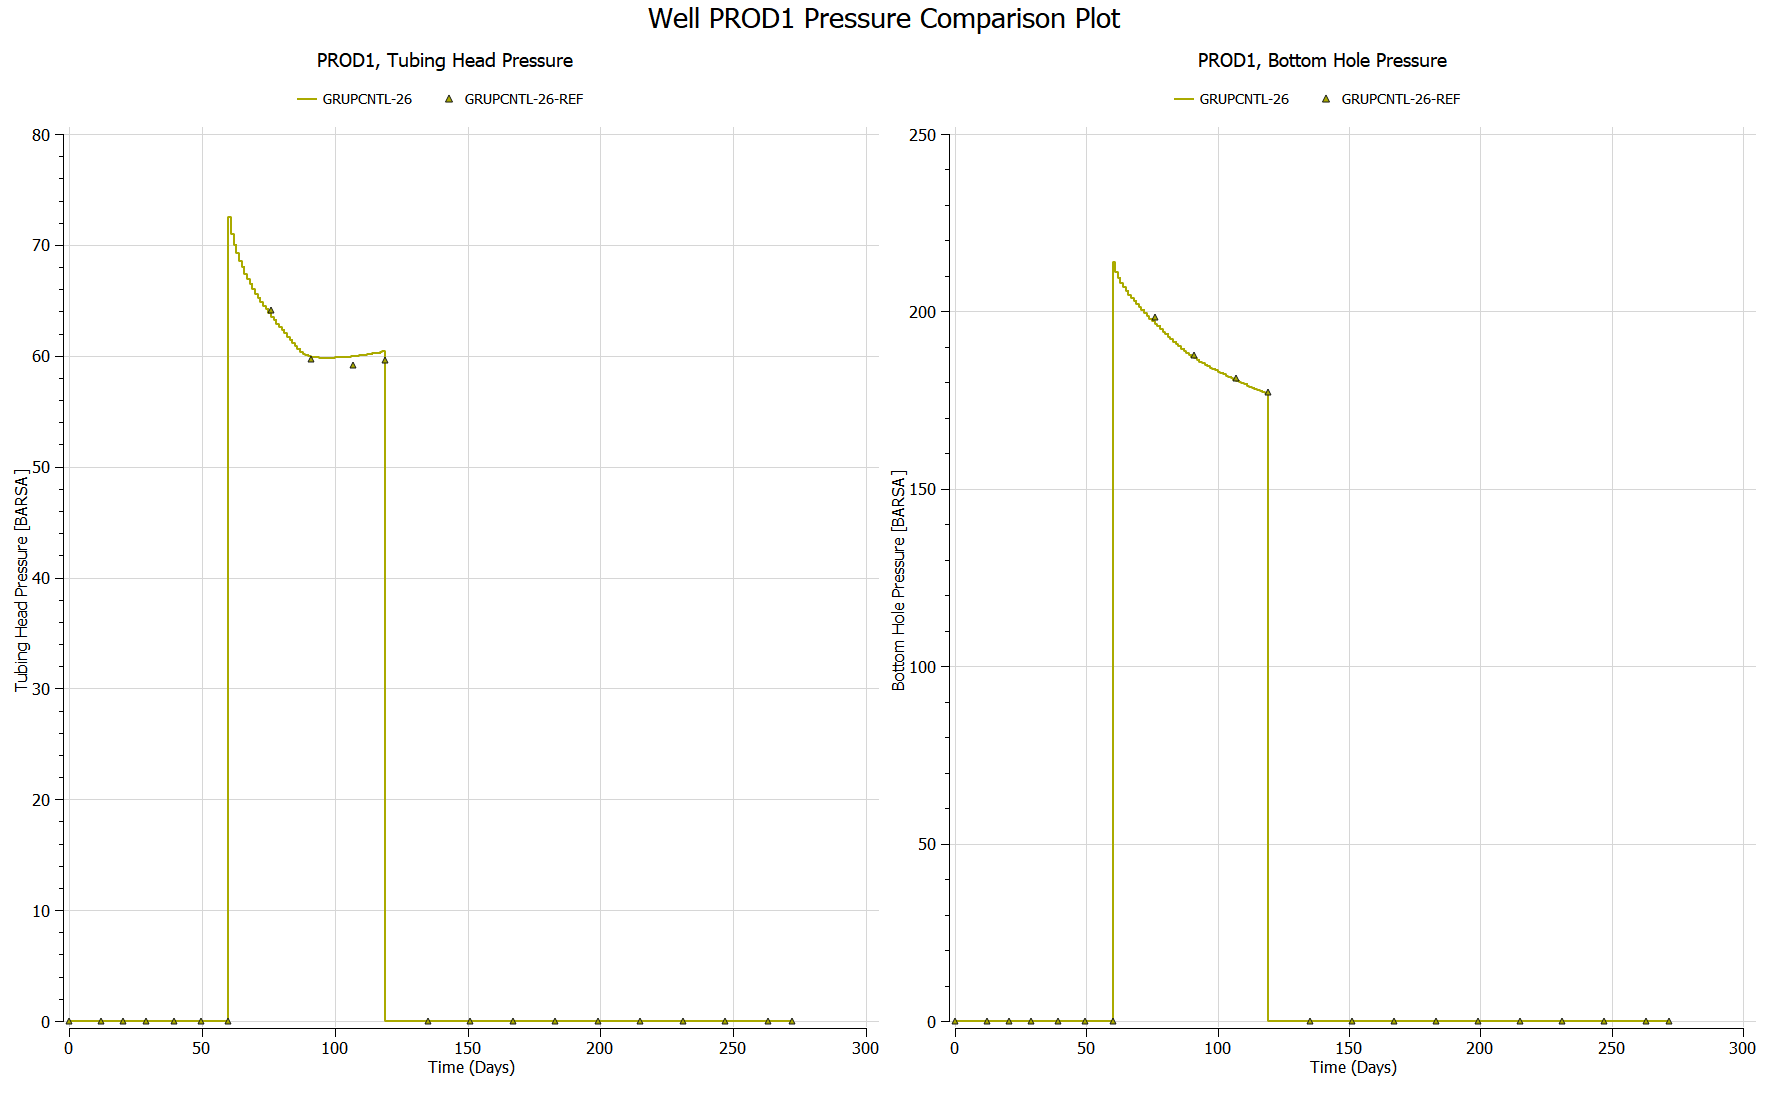 Well PROD1 Pressure Comparison Plot
PROD1, Tubing Head Pressure
GRUPCNTL-26 GRUPCNTL-26-REF
80
70
60
50
40
30
20
10
0
Tubing Head Pressure [BARSA]
0 50 100 150 200 250 300
Time (Days)
PROD1, Bottom Hole Pressure
GRUPCNTL-26 GRUPCNTL-26-REF
250
200
150
100
50
0
Bottom Hole Pressure [BARSA]
0 50 100 150 200 250 300
Time (Days)